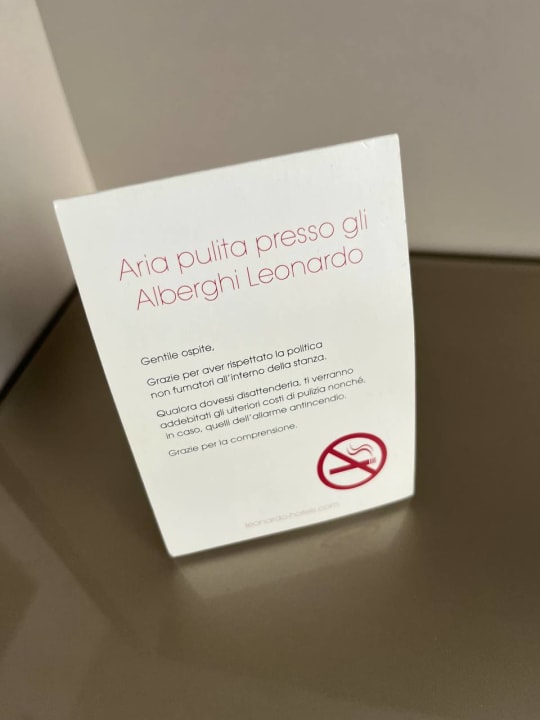 Aria pulita presso gli
Alberghi Leonardo
Gentile ospite,
Grazie per aver rispettato la politica
non fumatori all'interno della stanza.
Qualora dovessi disattenderla, ti verranno
addebitati gli ulteriori costi di pulizia nonché,
in caso, quelli dell'allarme antincendio.
Grazie per la comprensione.
leonardo-hotels.com